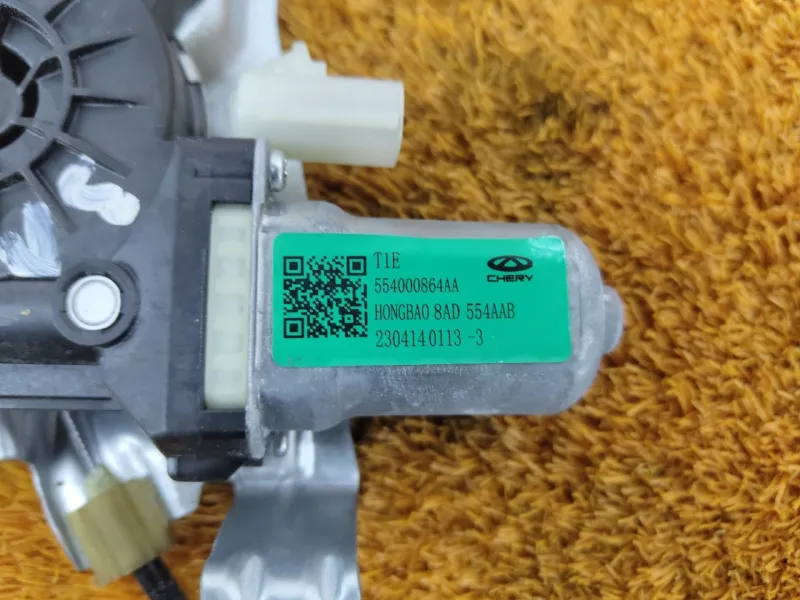 T1E
CHERY
554000864AA
HONGBAO 8AD 554AAB
2304140113 -3